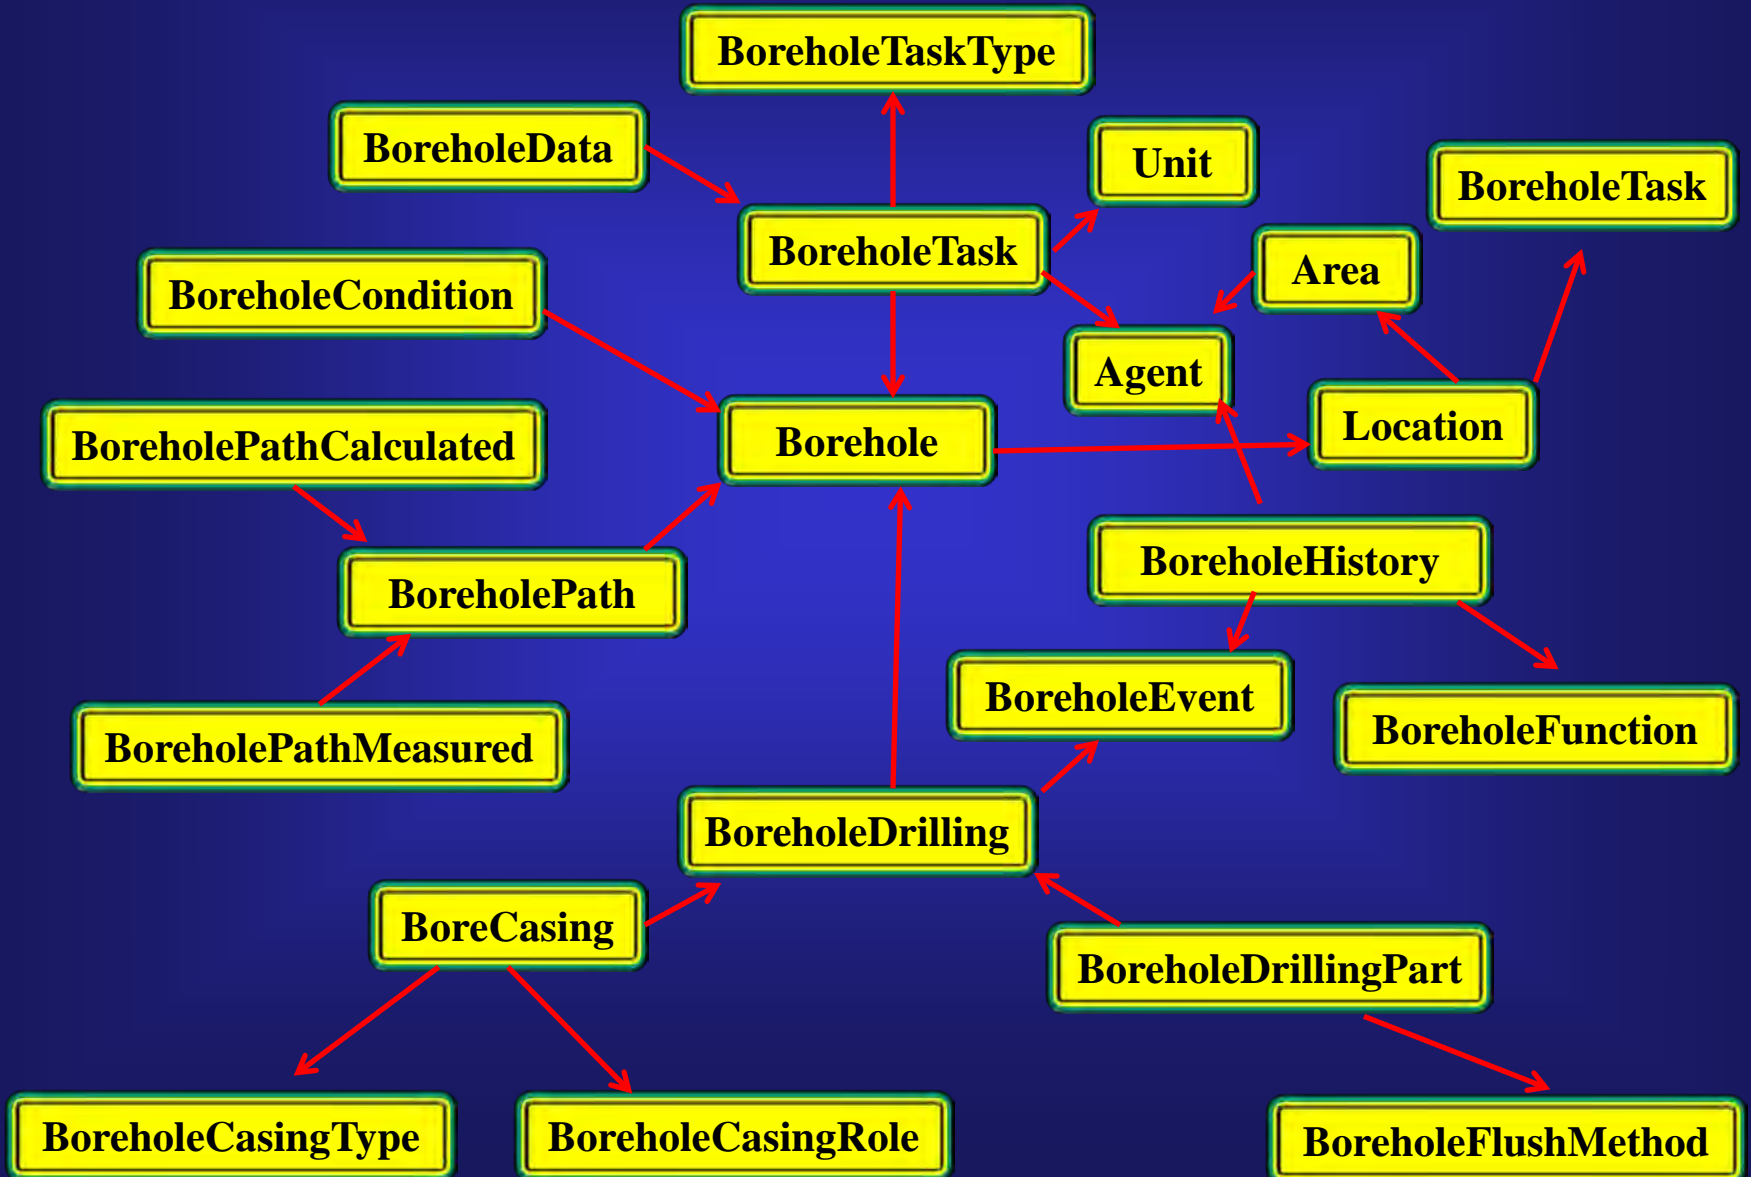 BoreholeTaskType
BoreholeData
Unit
BoreholeTask
BoreholeTask
Area
BoreholeCondition
Agent
Location
Borehole
BoreholePathCalculated
BoreholeHistory
BoreholePath
BoreholeEvent
BoreholeFunction
BoreholePathMeasured
BoreholeDrilling
BoreCasing
BoreholeDrillingPart
BoreholeCasingType
BoreholeCasingRole
BoreholeFlushMethod